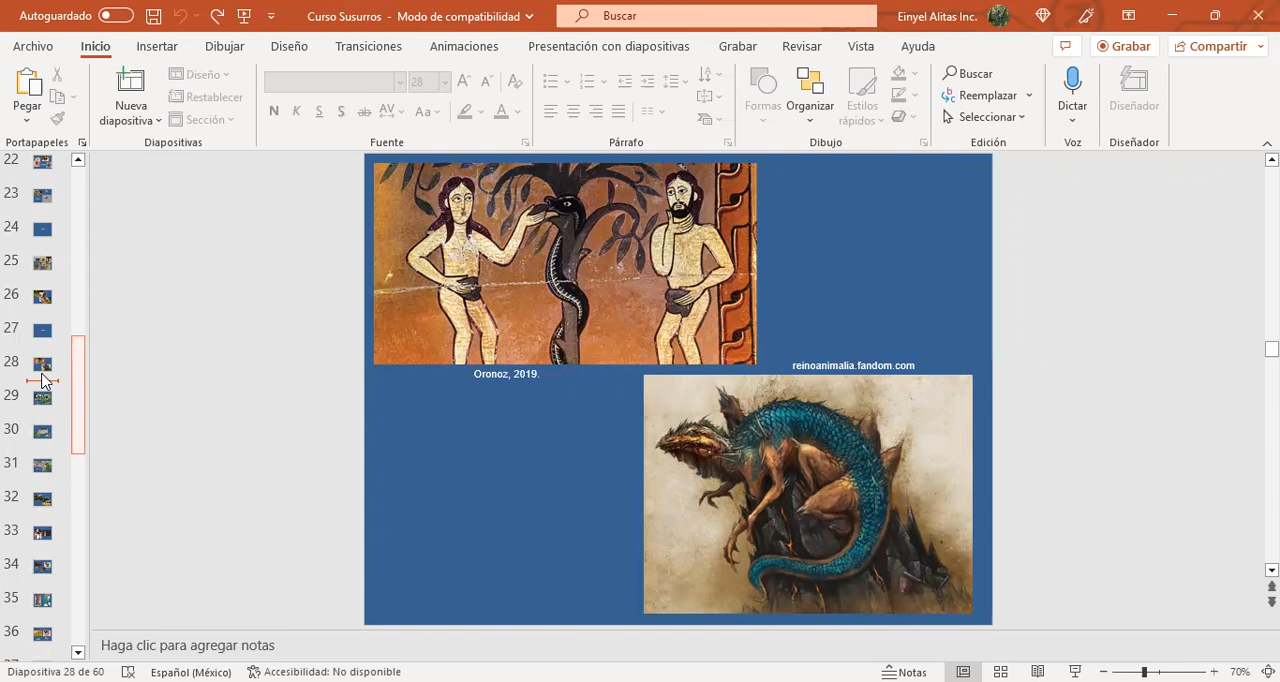 Autoguardado
Curso Susurros - Modo de compatibilidad
Buscar
Einyel Alitas Inc.
Archivo Inicio Insertar Dibujar Diseño Transiciones Animaciones Presentación con diapositivas Grabar Revisar Vista Ayuda
Grabar
Compartir
Pegar
Portapapeles
Nueva
diapositiva
Diseño
Restablecer
Sección
Diapositivas
28
N K S S ab AV Aa A
Fuente
Párrafo
Formas
Organizar
Estilos
rápidos
Dibujo
Buscar
Reemplazar
Seleccionar
Edición
Dictar
Voz
Diseñador
Diseñador
22
23
24
25
26
27
28
29
30
31
32
33
34
35
36
Oronoz, 2019.
reinoanimalia.fandom.com
Haga clic para agregar notas
Diapositiva 28 de 60
Español (México)
Accesibilidad: No disponible
Notas
70%